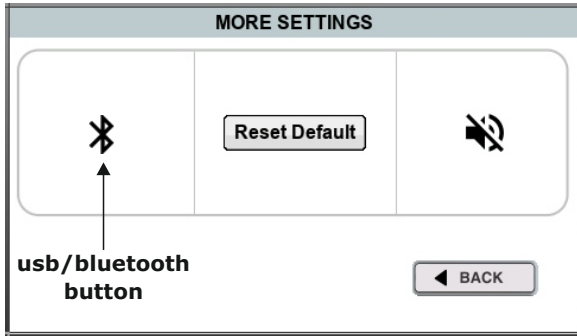 MORE SETTINGS
Reset Default
usb/bluetooth
button
BACK